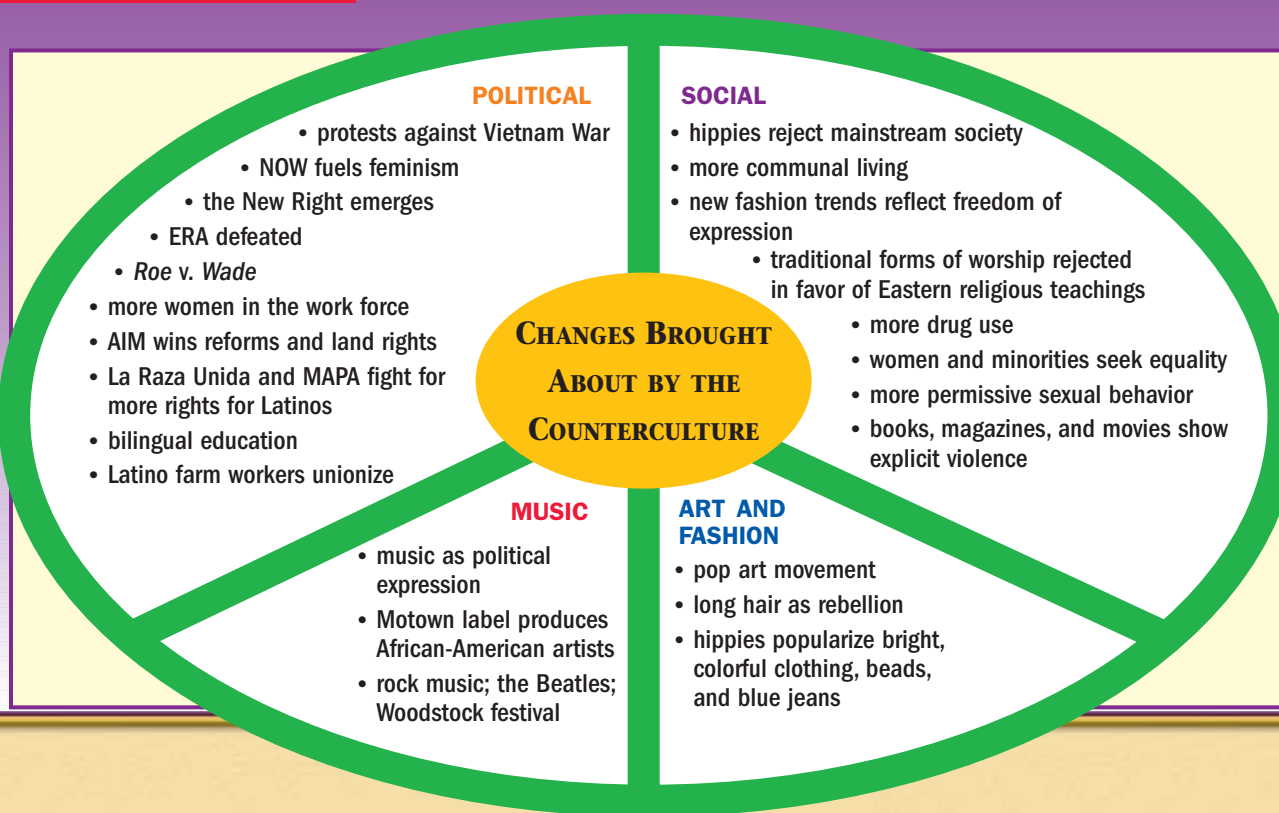 POLITICAL
• protests against Vietnam War
• NOW fuels feminism
• the New Right emerges
• ERA defeated
• Roe v. Wade
• more women in the work force
• AIM wins reforms and land rights
• La Raza Unida and MAPA fight for
more rights for Latinos
• bilingual education
• Latino farm workers unionize
SOCIAL
• hippies reject mainstream society
• more communal living
• new fashion trends reflect freedom of
expression
• traditional forms of worship rejected
in favor of Eastern religious teachings
• more drug use
• women and minorities seek equality
• more permissive sexual behavior
• books, magazines, and movies show
explicit violence
CHANGES BROUGHT
ABOUT BY THE
COUNTERCULTURE
MUSIC
• music as political
expression
• Motown label produces
African-American artists
• rock music; the Beatles;
Woodstock festival
ART AND
FASHION
• pop art movement
• long hair as rebellion
• hippies popularize bright,
colorful clothing, beads,
and blue jeans